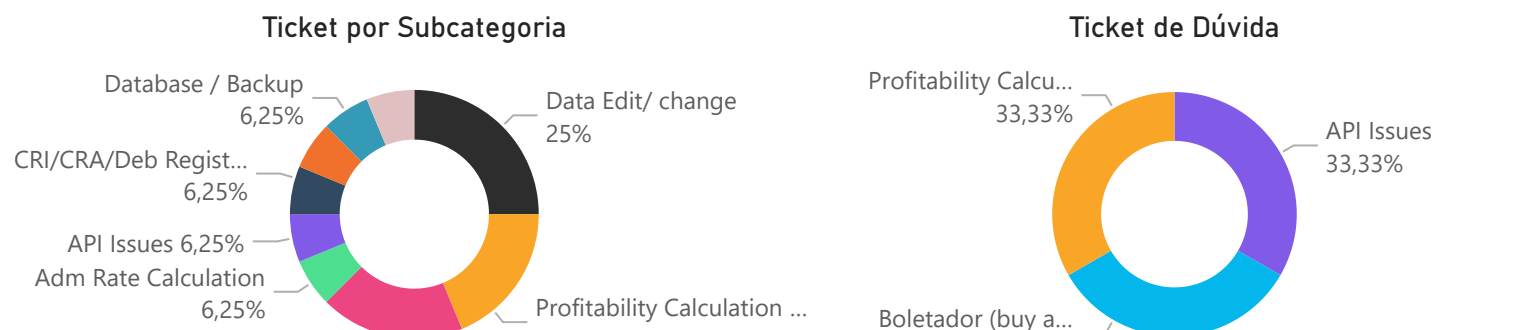 Ticket por Subcategoria
Database / Backup
6,25%
Data Edit/ change
25%
CRI/CRA/Deb Regist...
6,25%
API Issues 6,25%
Adm Rate Calculation
6,25%
Profitability Calculation ...
Ticket de Dúvida
Profitability Calcu...
33,33%
API Issues
33,33%
Boletador (buy a...